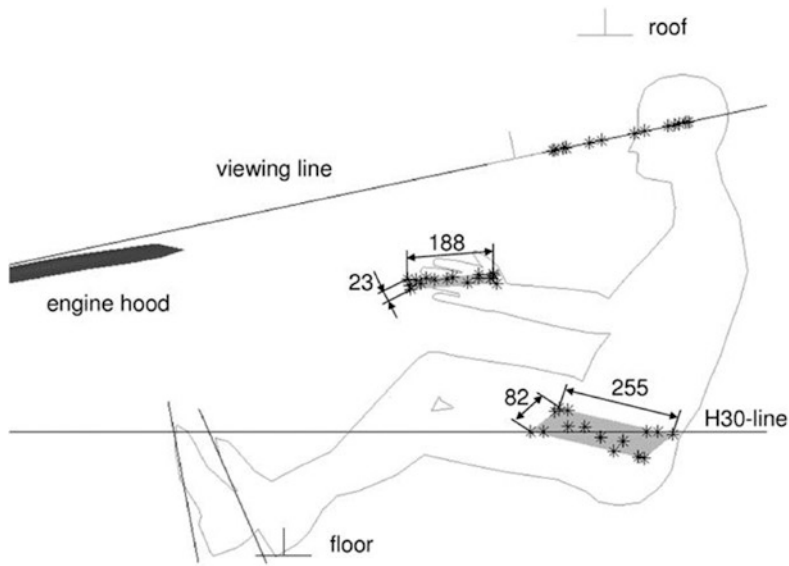 roof
viewing line
188
23
engine hood
82
255
H30-line
floor